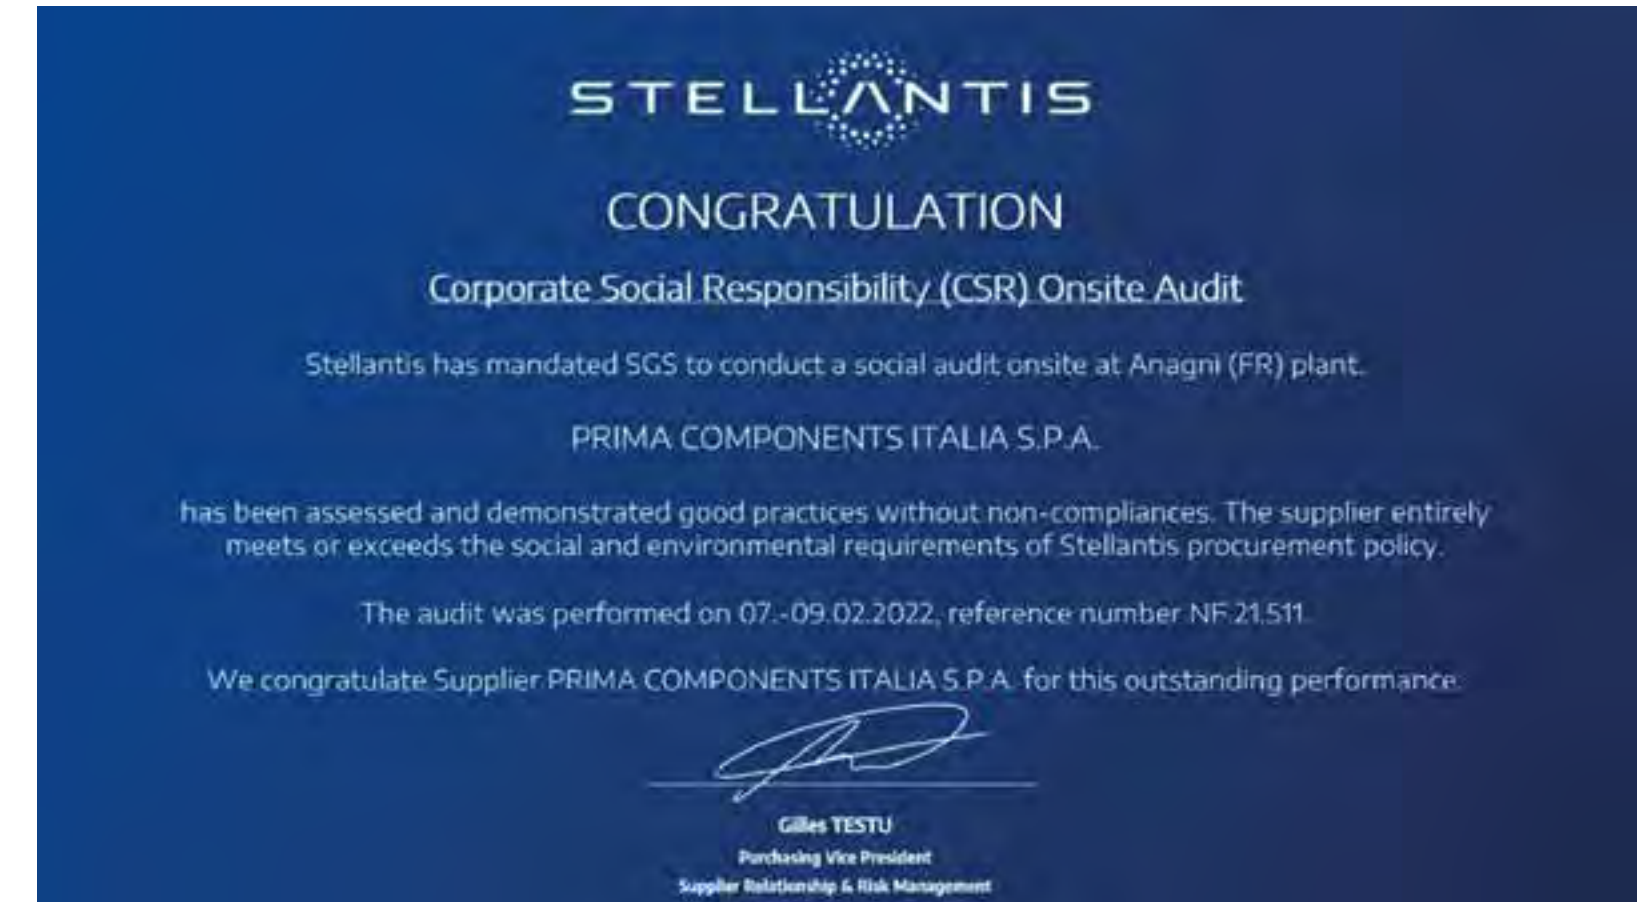 STELLANTIS
CONGRATULATION
Corporate Social Responsibility (CSR) Onsite Audit
Stellantis has mandated SGS to conduct a social audit onsite at Anagni (FR) plant.
PRIMA COMPONENTS ITALIA S.P.A.
has been assessed and demonstrated good practices without non-compliances. The supplier entirely
meets or exceeds the social and environmental requirements of Stellantis procurement policy.
The audit was performed on 07.-09.02.2022, reference number NF.21.511.
We congratulate Supplier PRIMA COMPONENTS ITALIA S.P.A. for this outstanding performance.
Gilles TESTU
Purchasing Vice President
Supplier Relationship & Risk Management